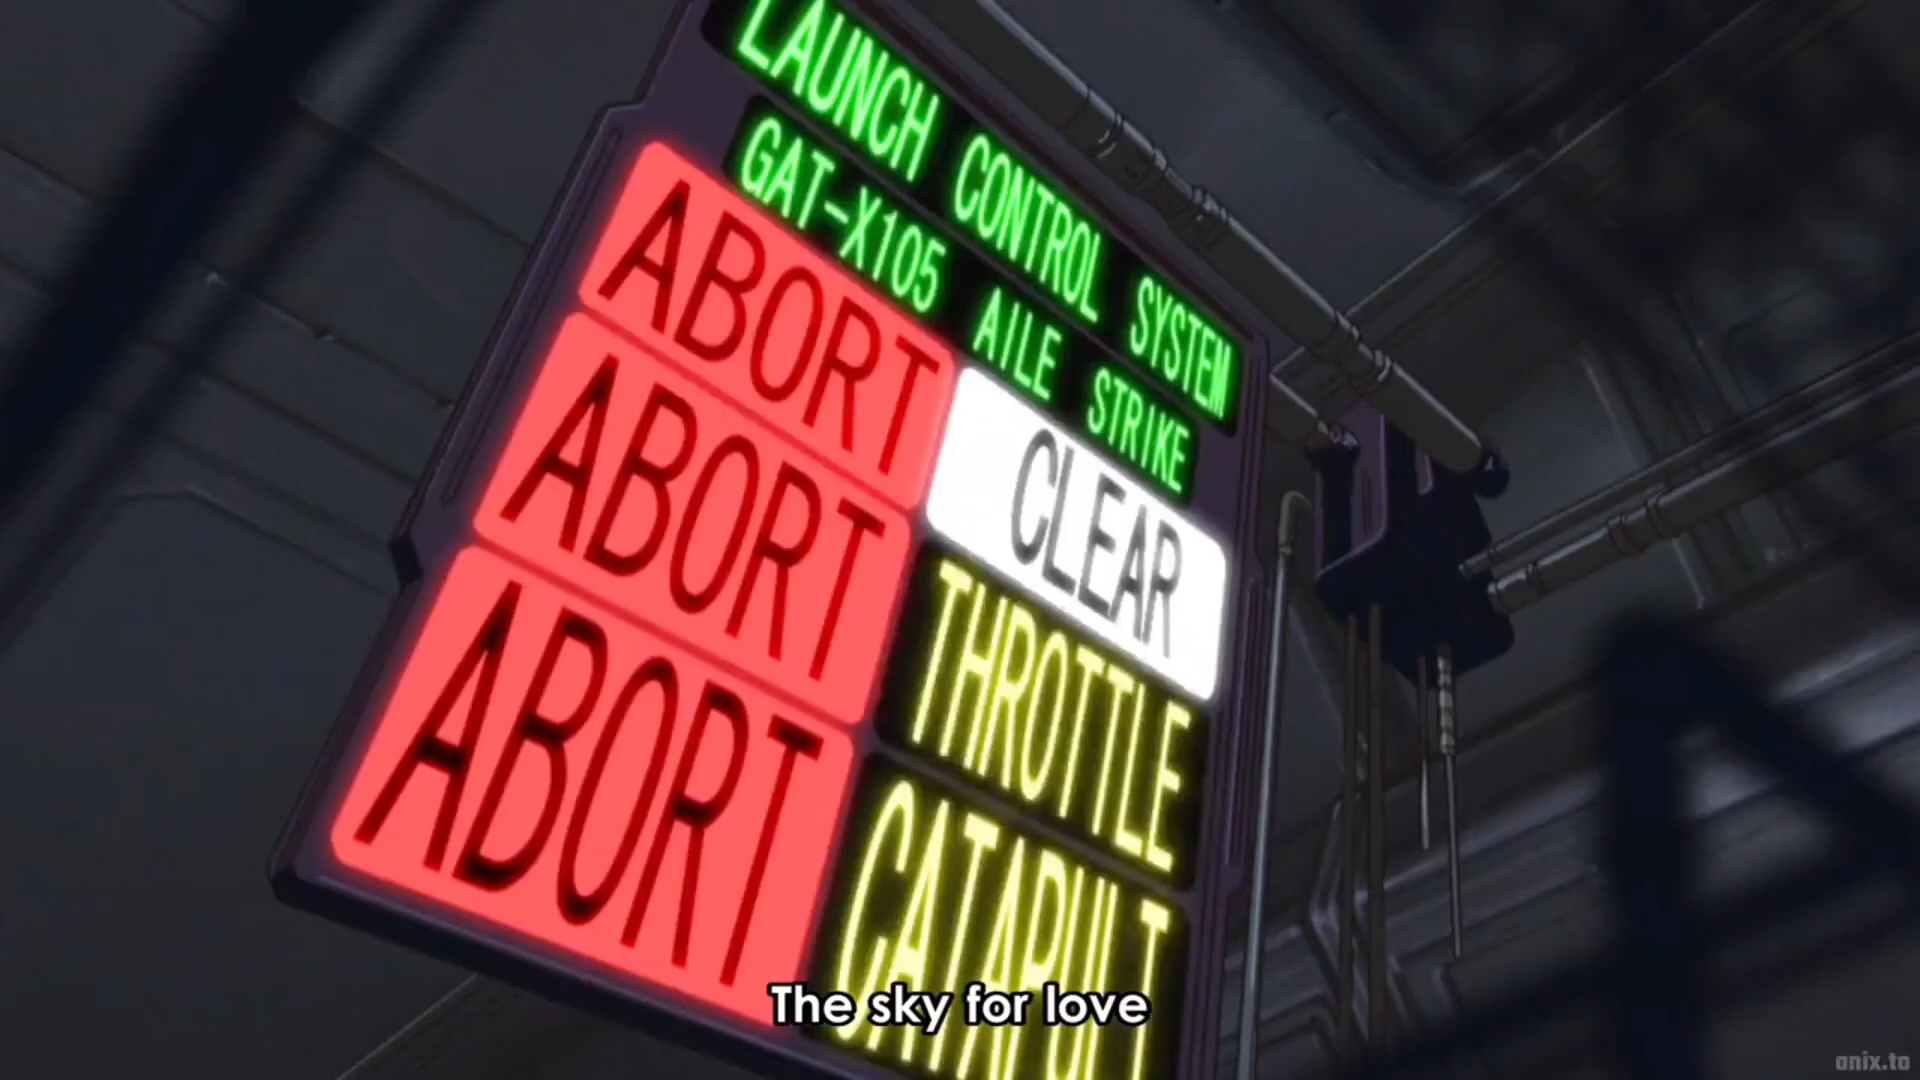 LAUNCH CONTROL SYSTEM
GAT-X105 AILE STRIKE
ABORT CLEAR
ABORT THROTTLE
ABORT CATAPULT
The sky for love
anix.to